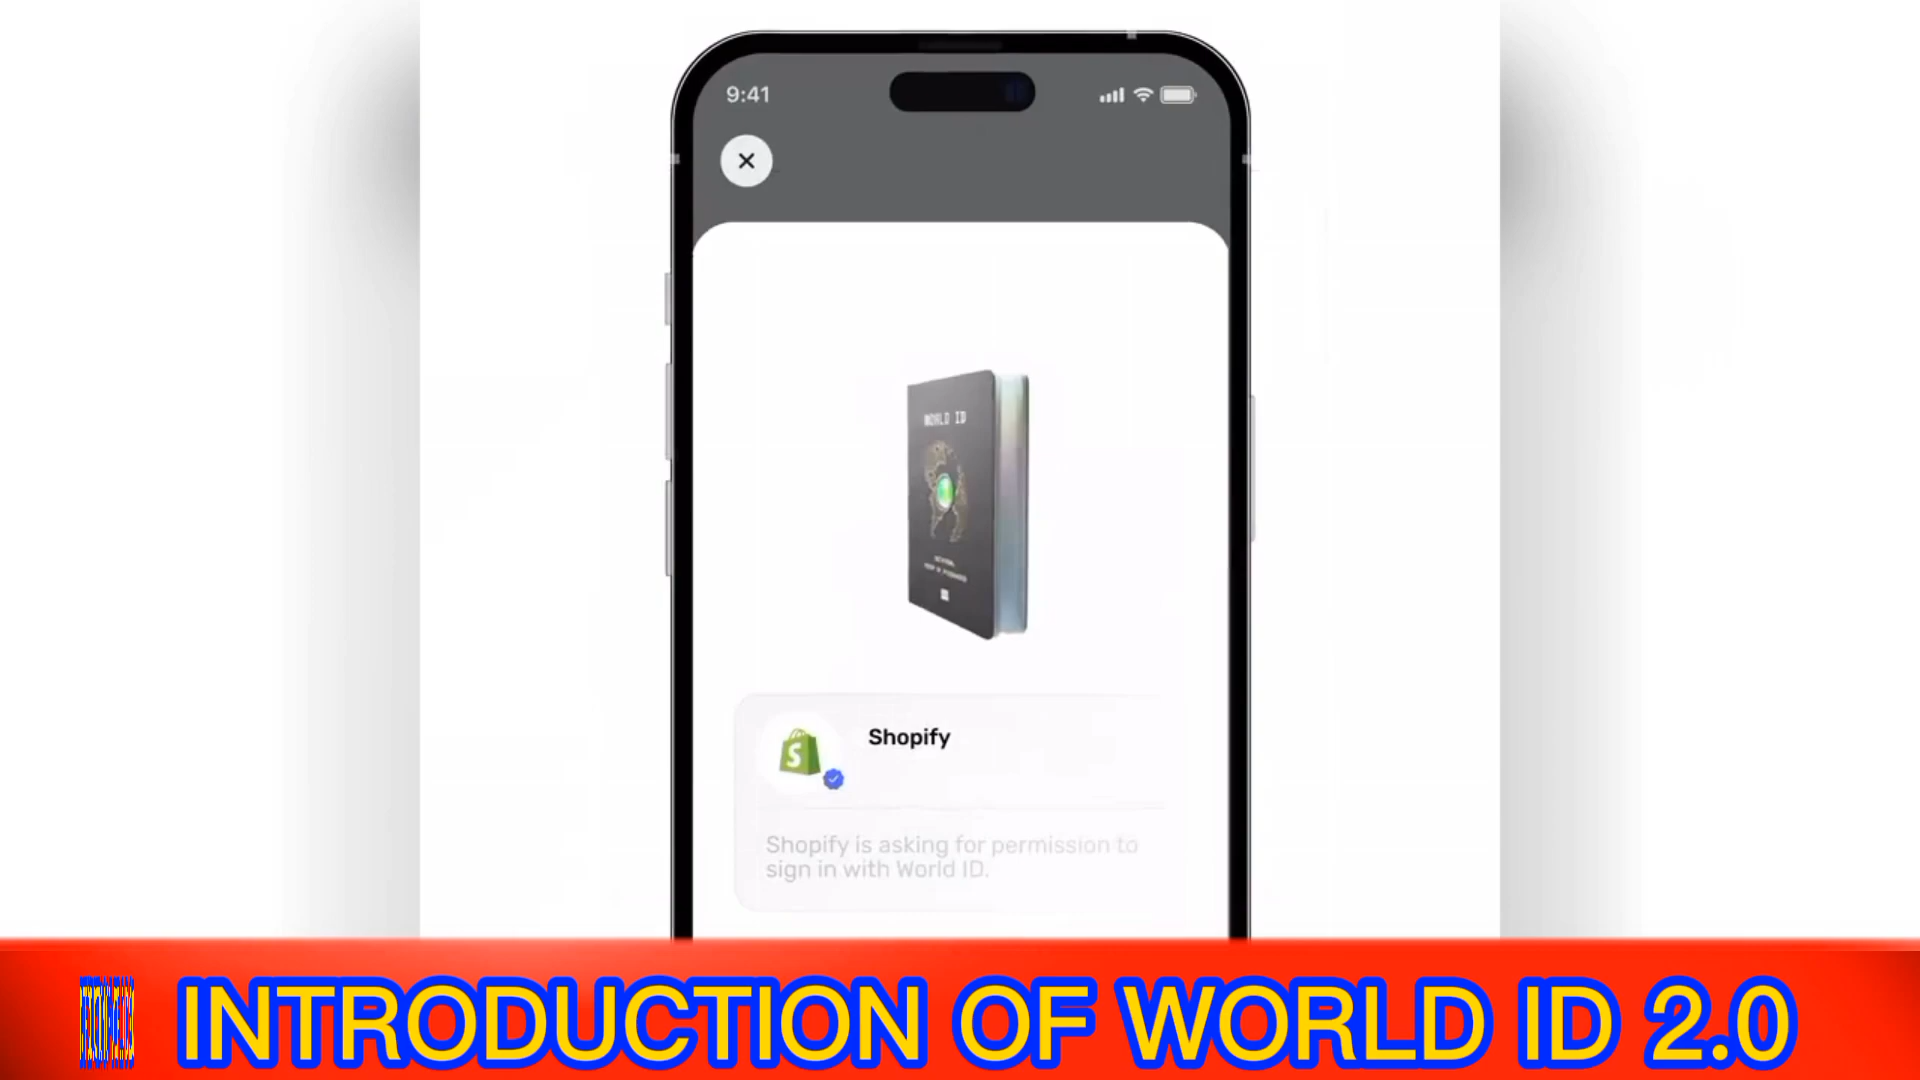 9:41
WORLD ID
Shopify
Shopify is asking for permission to
sign in with World ID.
INTRODUCTION OF WORLD ID 2.0